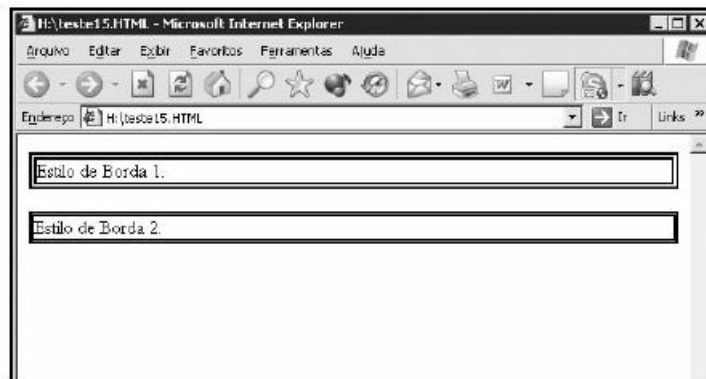 H:\teste15.HTML - Microsoft Internet Explorer
Arquivo Editar Exibir Favoritos Ferramentas Ajuda
Endereço H:\teste15.HTML Ir Links »
Estilo de Borda 1.
Estilo de Borda 2.